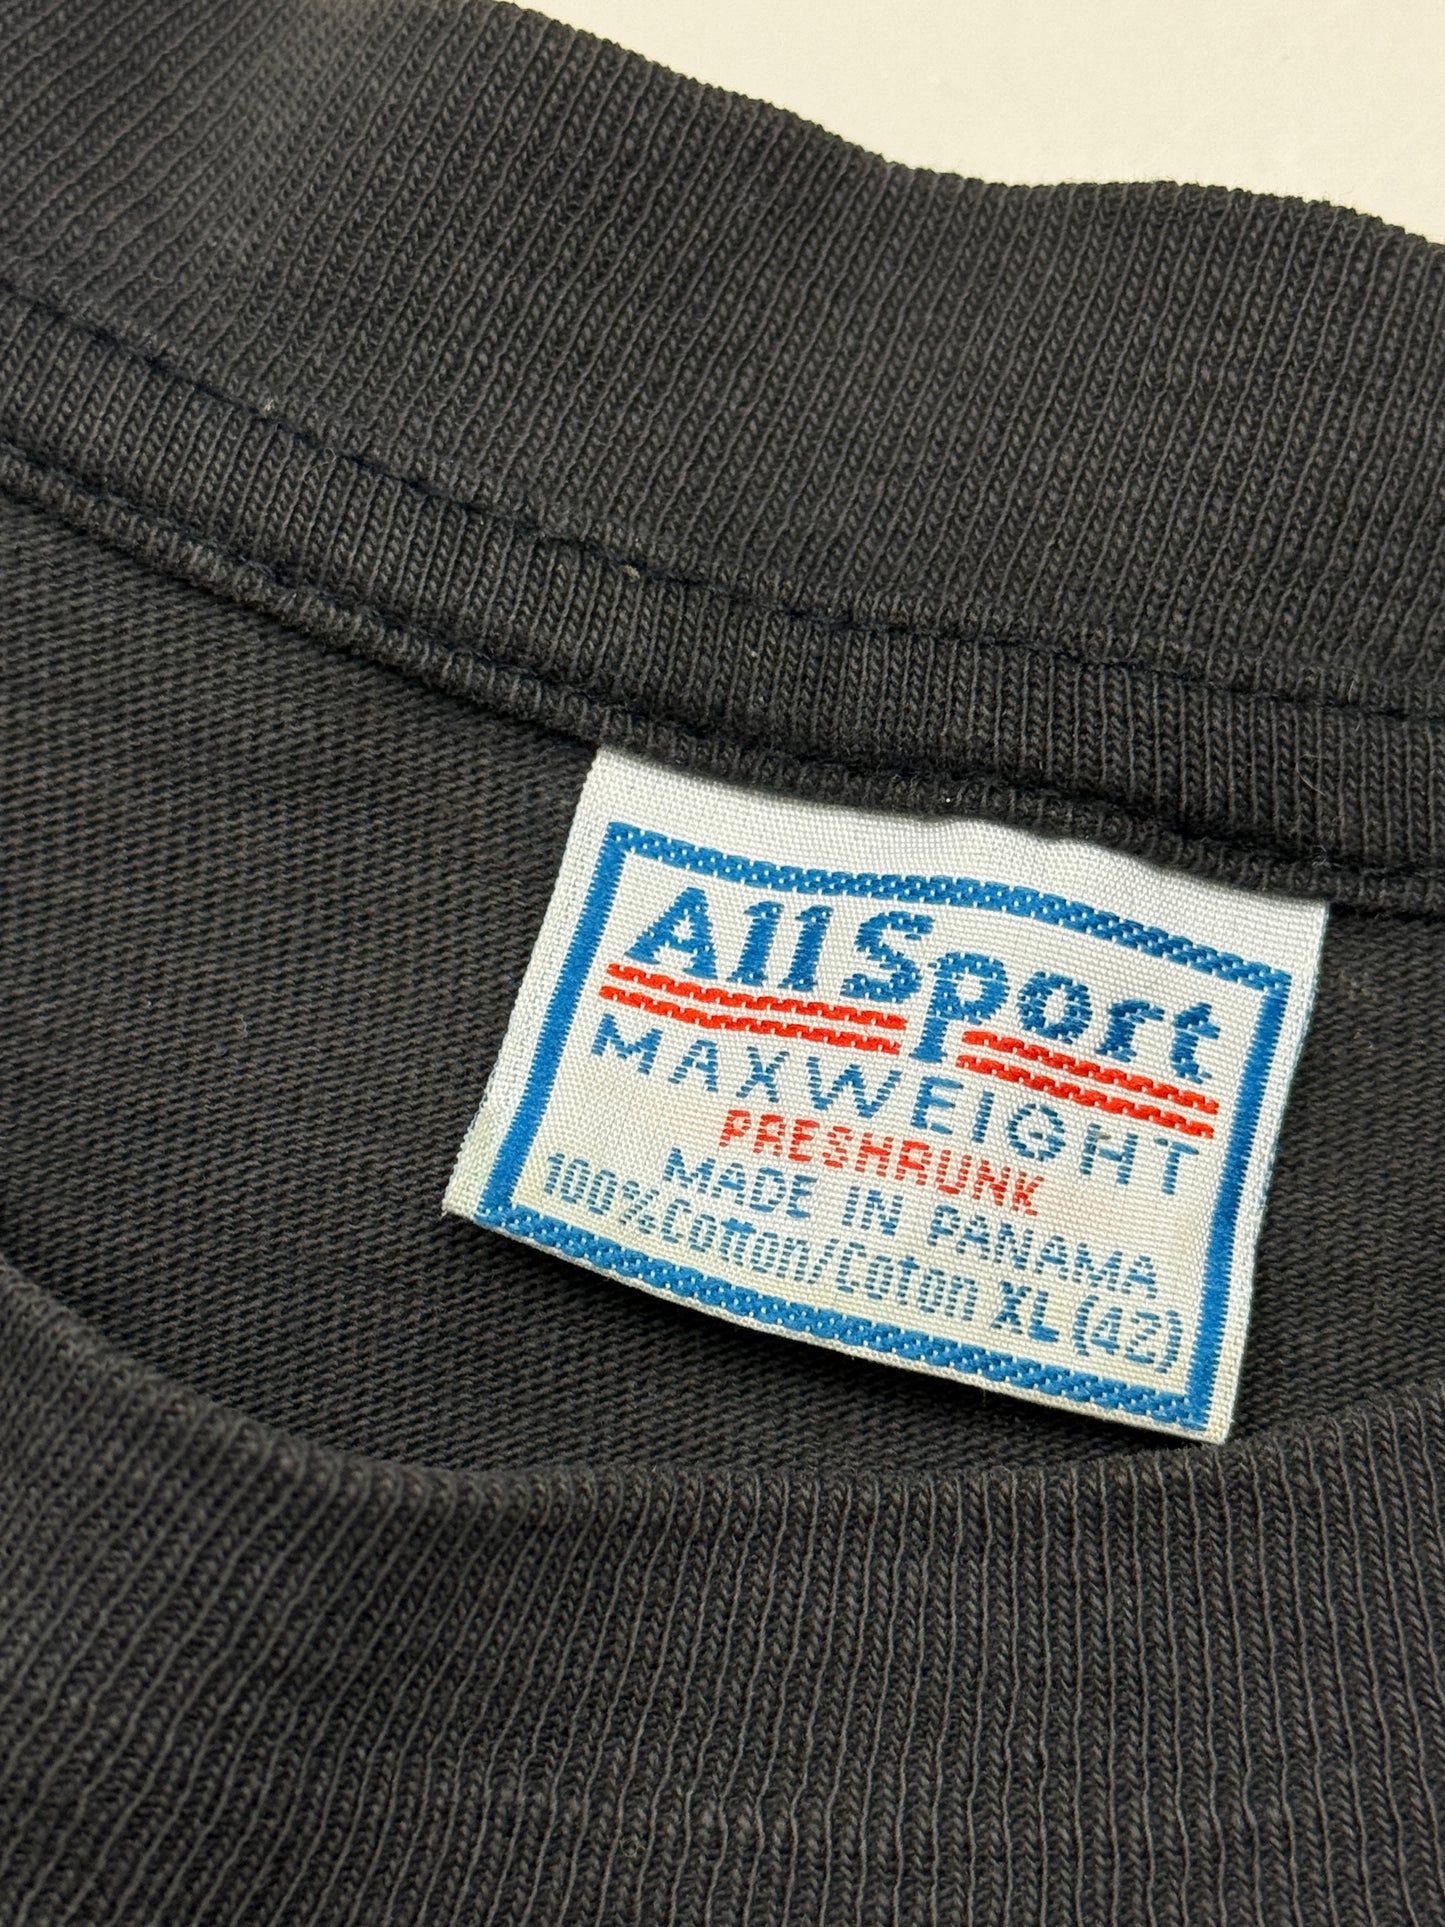 AllSport
MAXWEIGHT
PRESHRUNK
MADE IN PANAMA
100%Cotton/Coton XL(42)